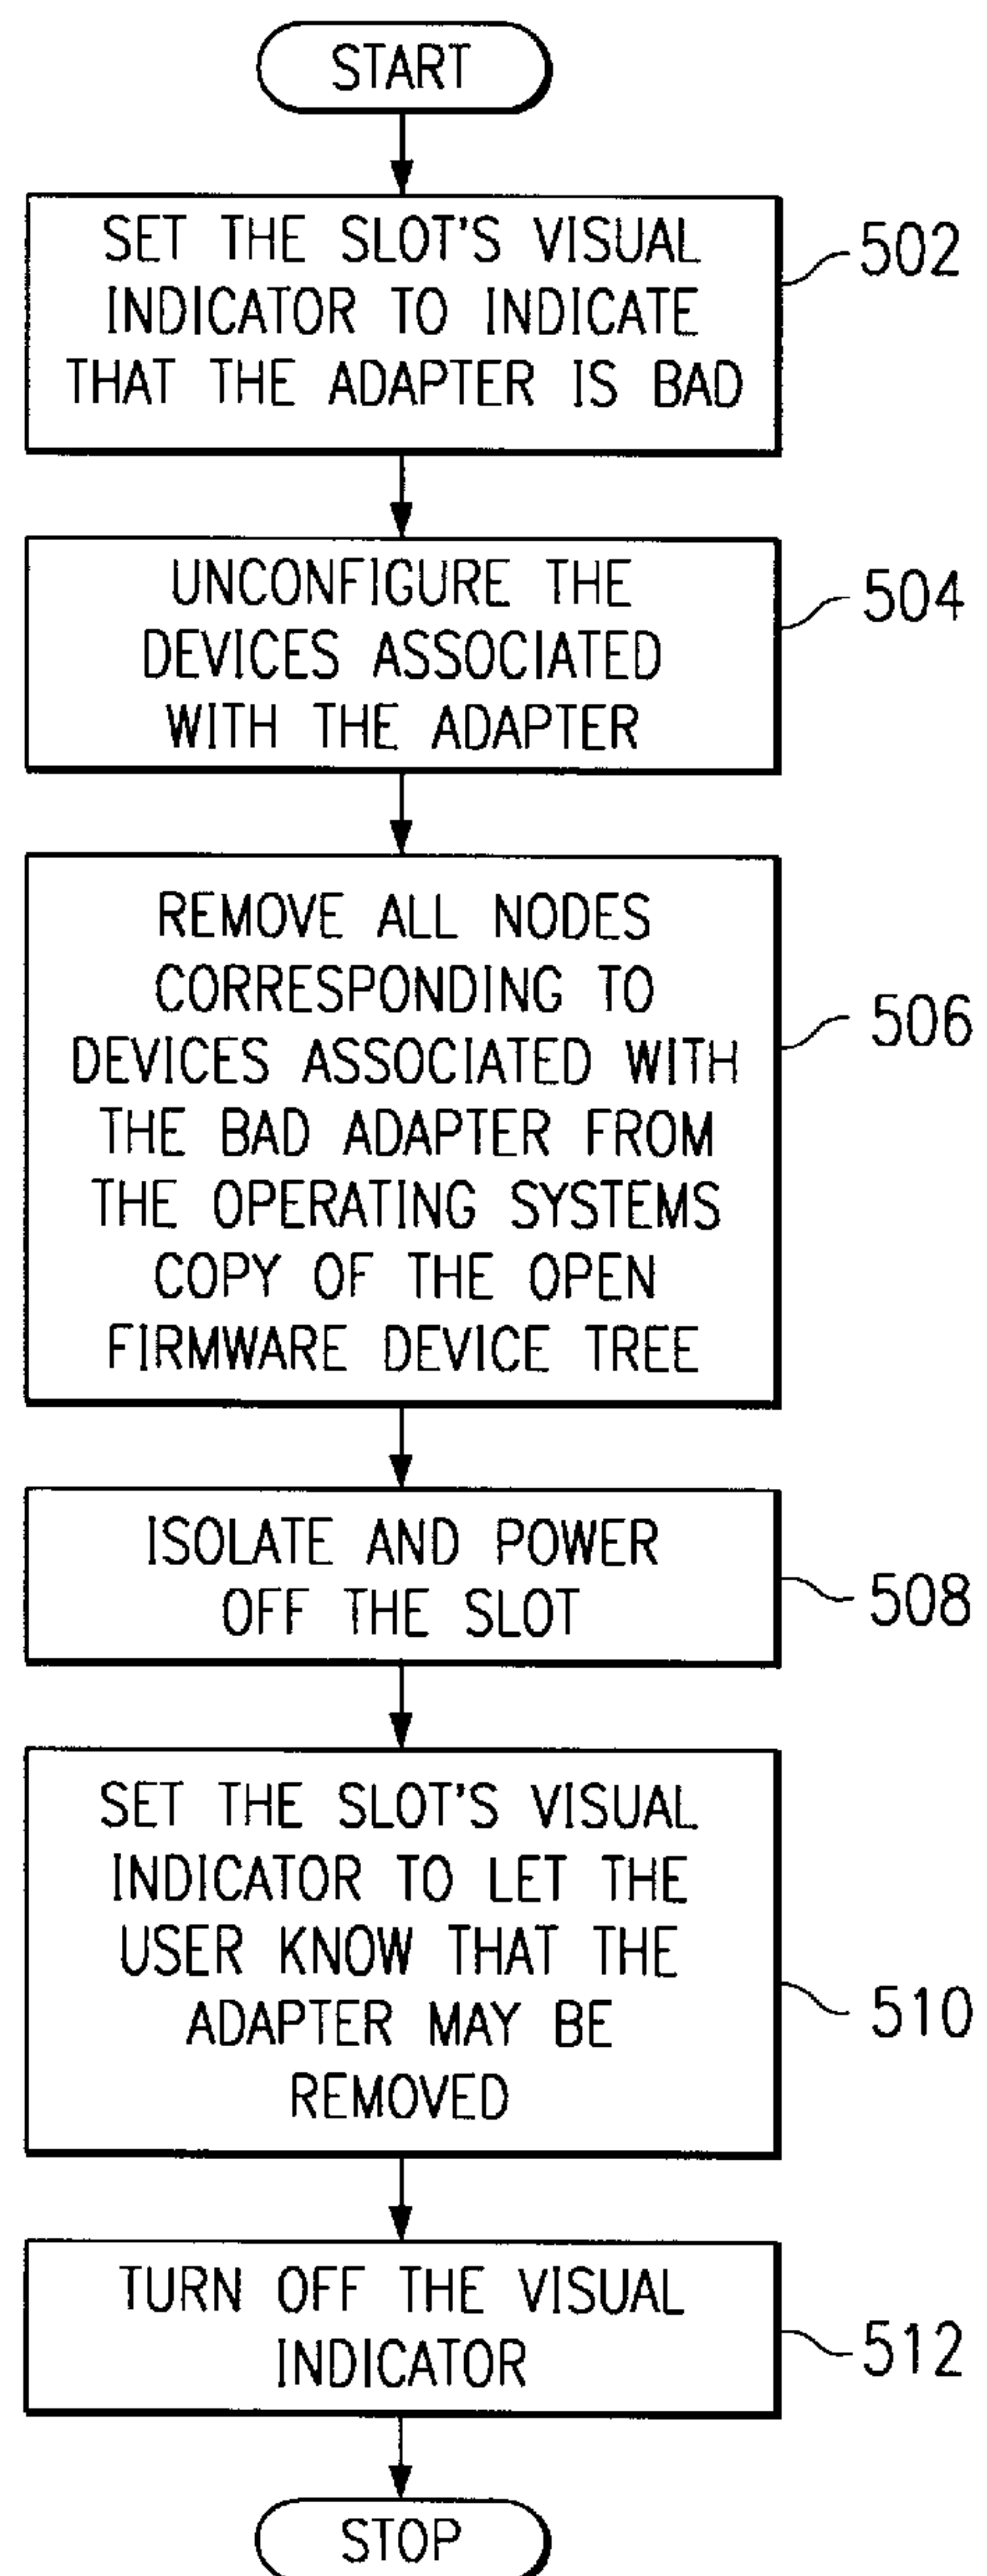 START
SET THE SLOT'S VISUAL
INDICATOR TO INDICATE
THAT THE ADAPTER IS BAD
502
UNCONFIGURE THE
DEVICES ASSOCIATED
WITH THE ADAPTER
504
REMOVE ALL NODES
CORRESPONDING TO
DEVICES ASSOCIATED WITH
THE BAD ADAPTER FROM
THE OPERATING SYSTEMS
COPY OF THE OPEN
FIRMWARE DEVICE TREE
506
ISOLATE AND POWER
OFF THE SLOT
508
SET THE SLOT'S VISUAL
INDICATOR TO LET THE
USER KNOW THAT THE
ADAPTER MAY BE
REMOVED
510
TURN OFF THE VISUAL
INDICATOR
512
STOP